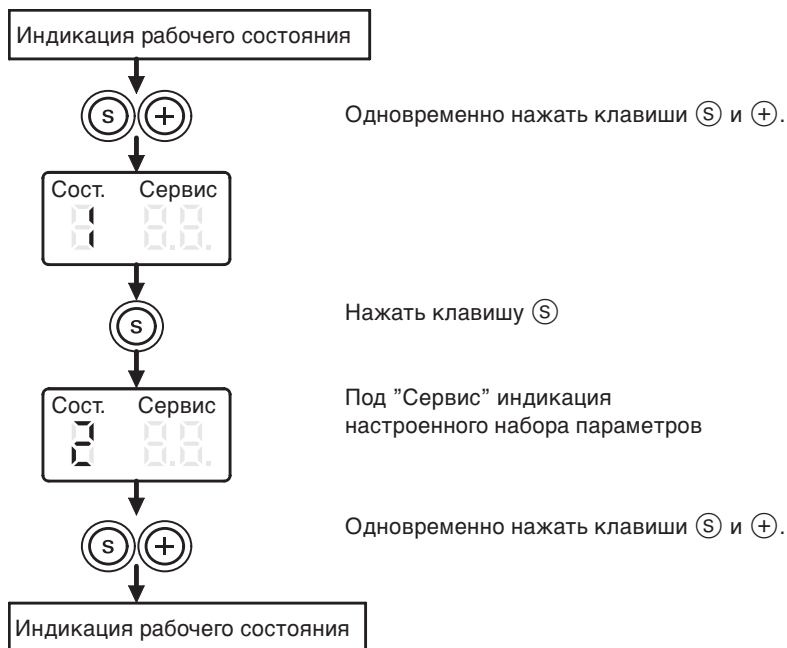 Индикация рабочего состояния
S +
Одновременно нажать клавиши Ⓢ и ⊕.
Сост. Сервис
1
S
Нажать клавишу Ⓢ
Сост. Сервис
2
Под ”Сервис” индикация
настроенного набора параметров
S +
Одновременно нажать клавиши Ⓢ и ⊕.
Индикация рабочего состояния